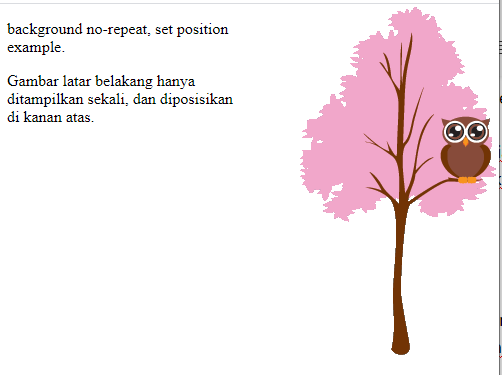 background no-repeat, set position
example.
Gambar latar belakang hanya
ditampilkan sekali, dan diposisikan
di kanan atas.